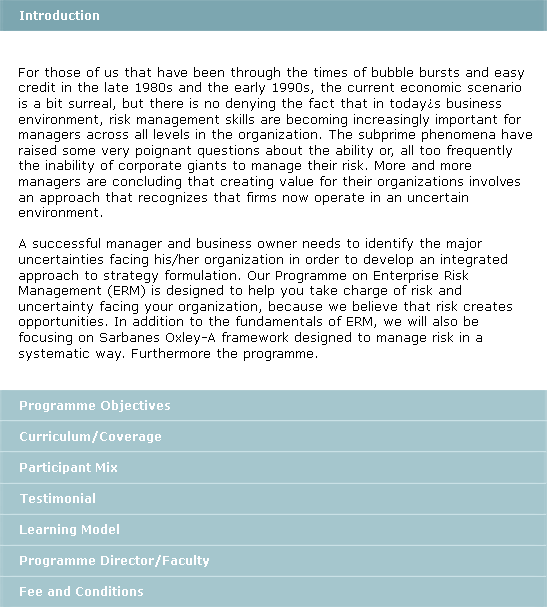 Introduction
For those of us that have been through the times of bubble bursts and easy
credit in the late 1980s and the early 1990s, the current economic scenario
is a bit surreal, but there is no denying the fact that in today¿s business
environment, risk management skills are becoming increasingly important for
managers across all levels in the organization. The subprime phenomena have
raised some very poignant questions about the ability or, all too frequently
the inability of corporate giants to manage their risk. More and more
managers are concluding that creating value for their organizations involves
an approach that recognizes that firms now operate in an uncertain
environment.
A successful manager and business owner needs to identify the major
uncertainties facing his/her organization in order to develop an integrated
approach to strategy formulation. Our Programme on Enterprise Risk
Management (ERM) is designed to help you take charge of risk and
uncertainty facing your organization, because we believe that risk creates
opportunities. In addition to the fundamentals of ERM, we will also be
focusing on Sarbanes Oxley-A framework designed to manage risk in a
systematic way. Furthermore the programme.
Programme Objectives
Curriculum/Coverage
Participant Mix
Testimonial
Learning Model
Programme Director/Faculty
Fee and Conditions